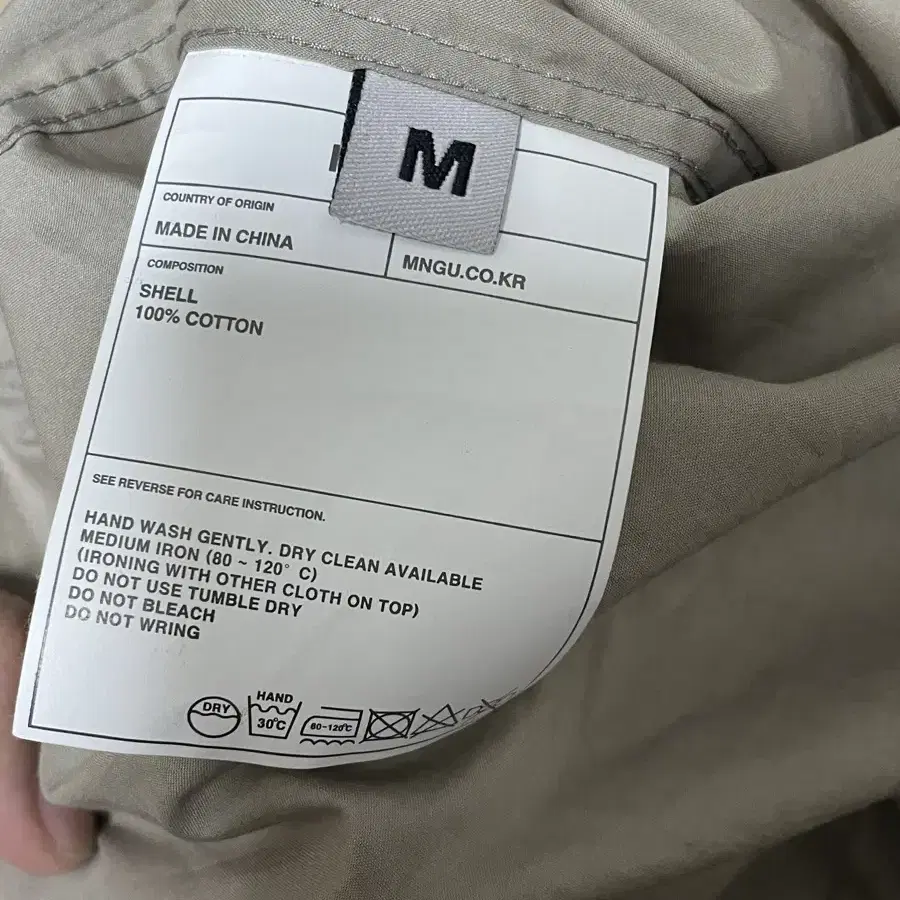 M
COUNTRY OF ORIGIN
MADE IN CHINA
MNGU.CO.KR
COMPOSITION
SHELL
100% COTTON
SEE REVERSE FOR CARE INSTRUCTION.
HAND WASH GENTLY. DRY CLEAN AVAILABLE
MEDIUM IRON (80 ~ 120° C)
(IRONING WITH OTHER CLOTH ON TOP)
DO NOT USE TUMBLE DRY
DO NOT BLEACH
DO NOT WRING
DRY
HAND
30℃
80~120℃